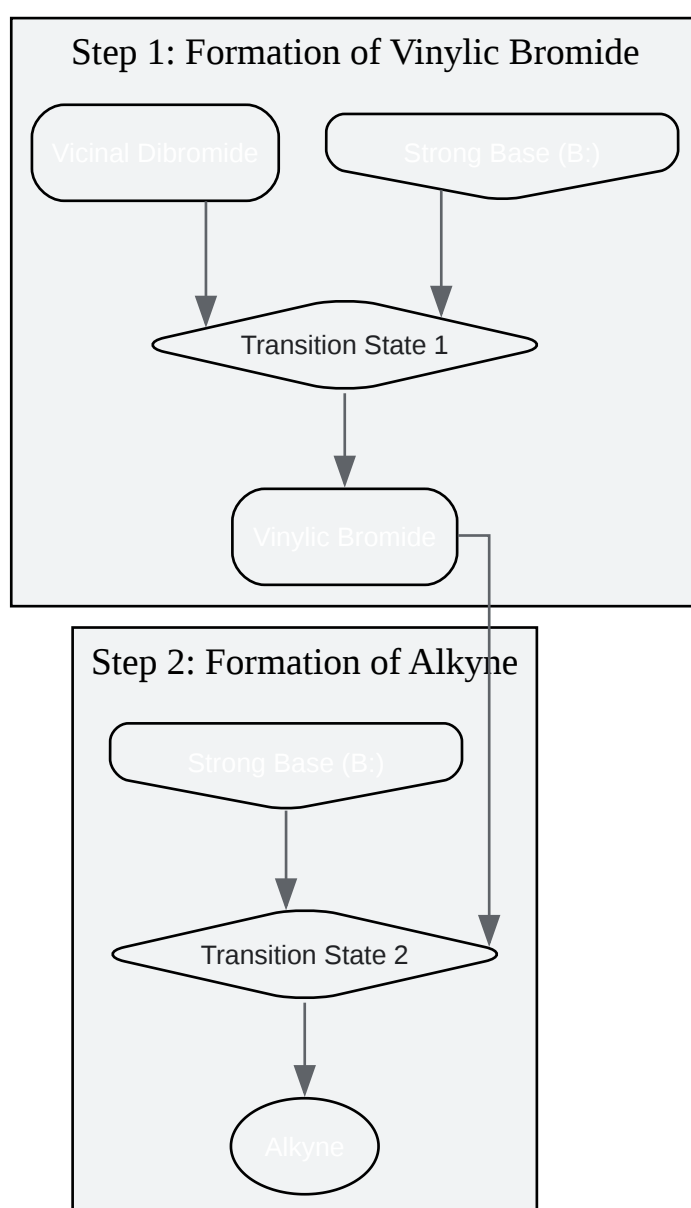 Step 1: Formation of Vinylic Bromide
Vicinal Dibromide
Strong Base (B:)
Transition State 1
Vinylic Bromide
Step 2: Formation of Alkyne
Strong Base (B:)
Transition State 2
Alkyne